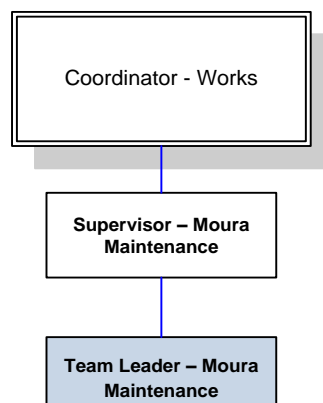 Coordinator - Works
Supervisor – Moura
Maintenance
Team Leader – Moura
Maintenance